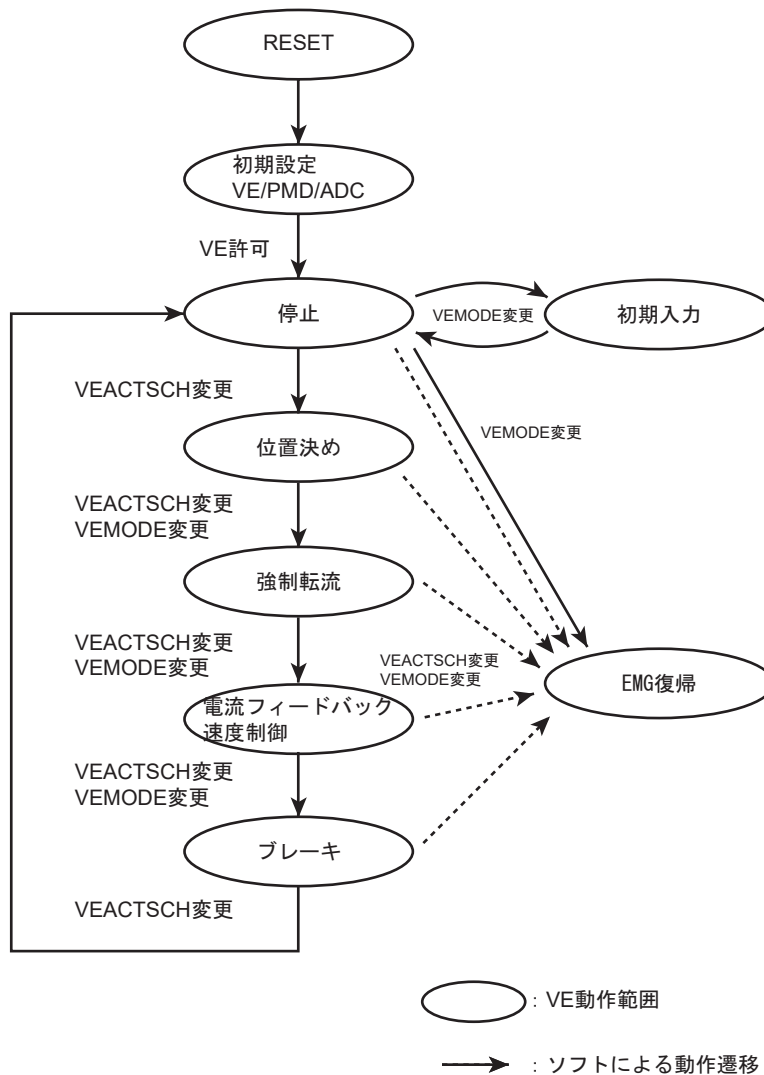 RESET
初期設定
VE/PMD/ADC
VE許可
停止
VEMODE変更
初期入力
VEACTSCH変更
VEMODE変更
位置決め
VEACTSCH変更
VEMODE変更
強制転流
VEACTSCH変更
VEMODE変更
VEACTSCH変更
VEMODE変更
EMG復帰
電流フィードバック
速度制御
VEACTSCH変更
VEMODE変更
ブレーキ
VEACTSCH変更
: VE動作範囲
: ソフトによる動作遷移